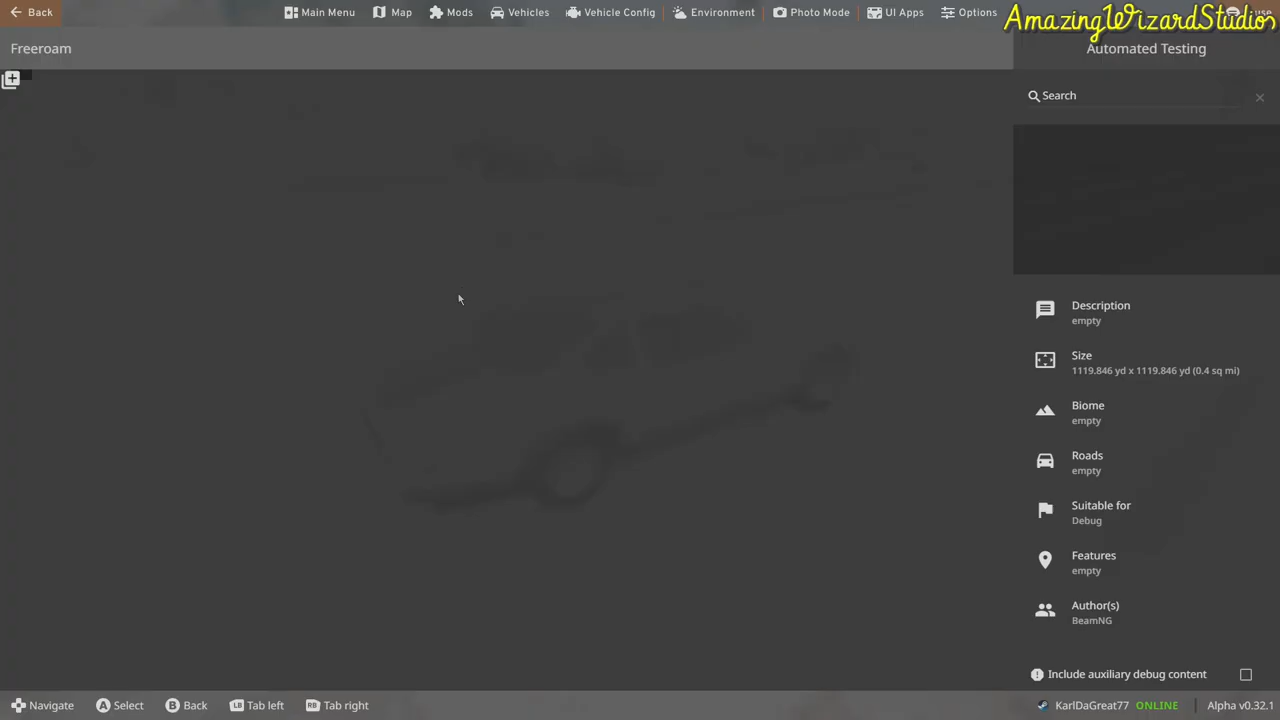 Back
Main Menu
Map
Mods
Vehicles
Vehicle Config
Environment
Photo Mode
UI Apps
Options
AmazingWizardStudios
Freeroam
Automated Testing
Search
Description
empty
Size
1119.846 yd x 1119.846 yd (0.4 sq mi)
Biome
empty
Roads
empty
Suitable for
Debug
Features
empty
Author(s)
BeamNG
Include auxiliary debug content
Navigate
A Select
B Back
LB Tab left
RB Tab right
KarlDaGreat77 ONLINE
Alpha v0.32.1